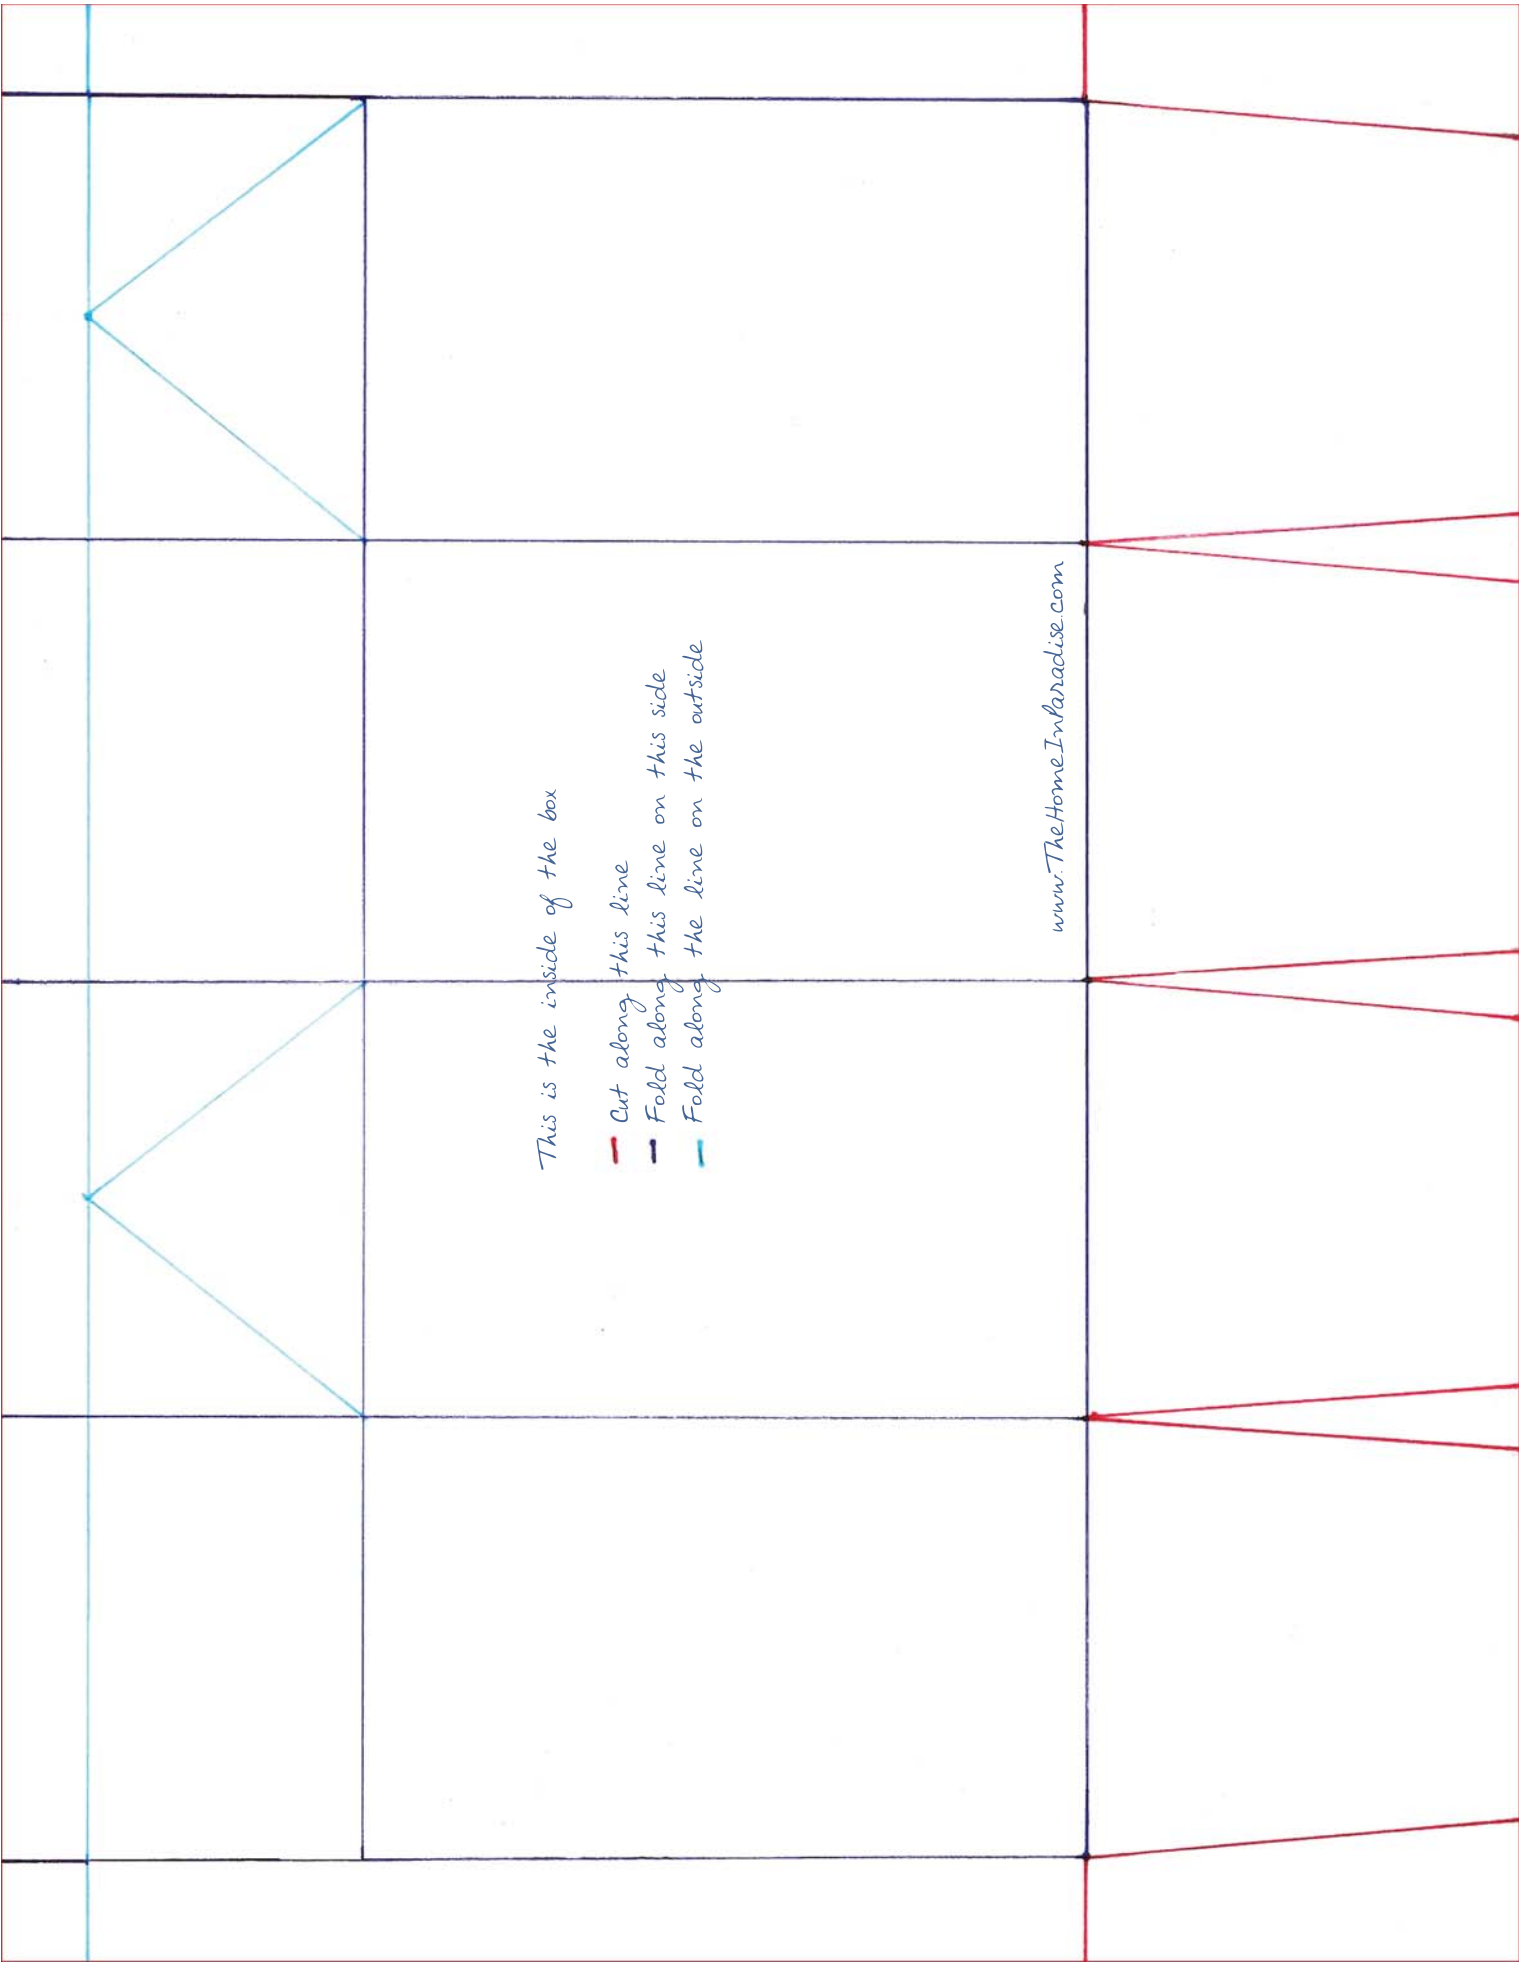 This is the inside of the box
Cut along this line
Fold along this line on this side
Fold along the line on the outside
www.TheHomeInParadise.com